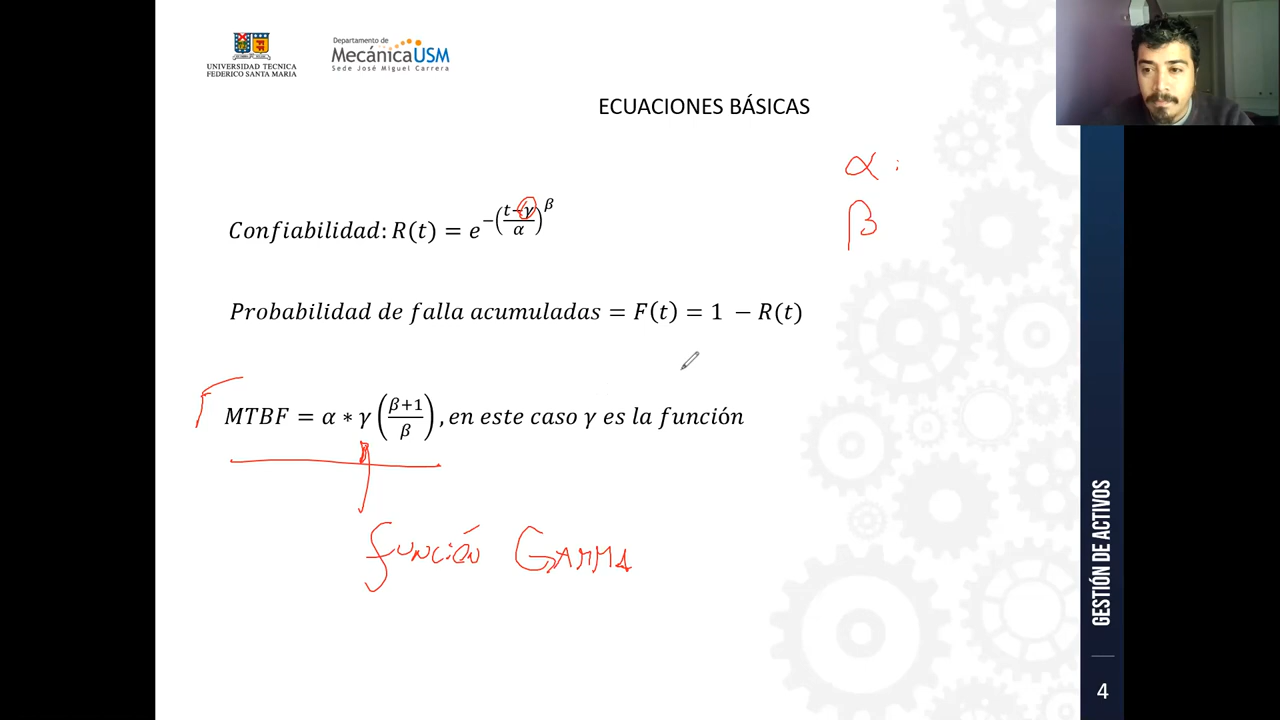 UNIVERSIDAD TECNICA
FEDERICO SANTA MARIA
Departamento de
MecánicaUSM
Sede José Miguel Carrera
ECUACIONES BÁSICAS
α :
β
Confiabilidad: R(t) = e^{-((t-γ)/α)^β}
Probabilidad de falla acumuladas = F(t) = 1 − R(t)
MTBF = α * γ ((β+1)/β), en este caso γ es la función
función GAMMA
GESTIÓN DE ACTIVOS
4